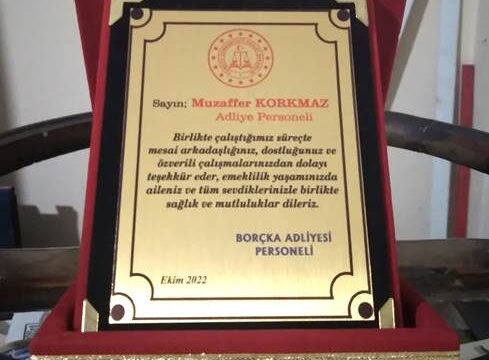 Sayın; Muzaffer KORKMAZ
Adliye Personeli
Birlikte çalıştığımız süreçte
mesai arkadaşlığınız, dostluğunuz ve
özverili çalışmalarınızdan dolayı
teşekkür eder, emeklilik yaşamınızda
aileniz ve tüm sevdiklerinizle birlikte
sağlık ve mutluluklar dileriz.
BORÇKA ADLİYESİ
PERSONELİ
Ekim 2022